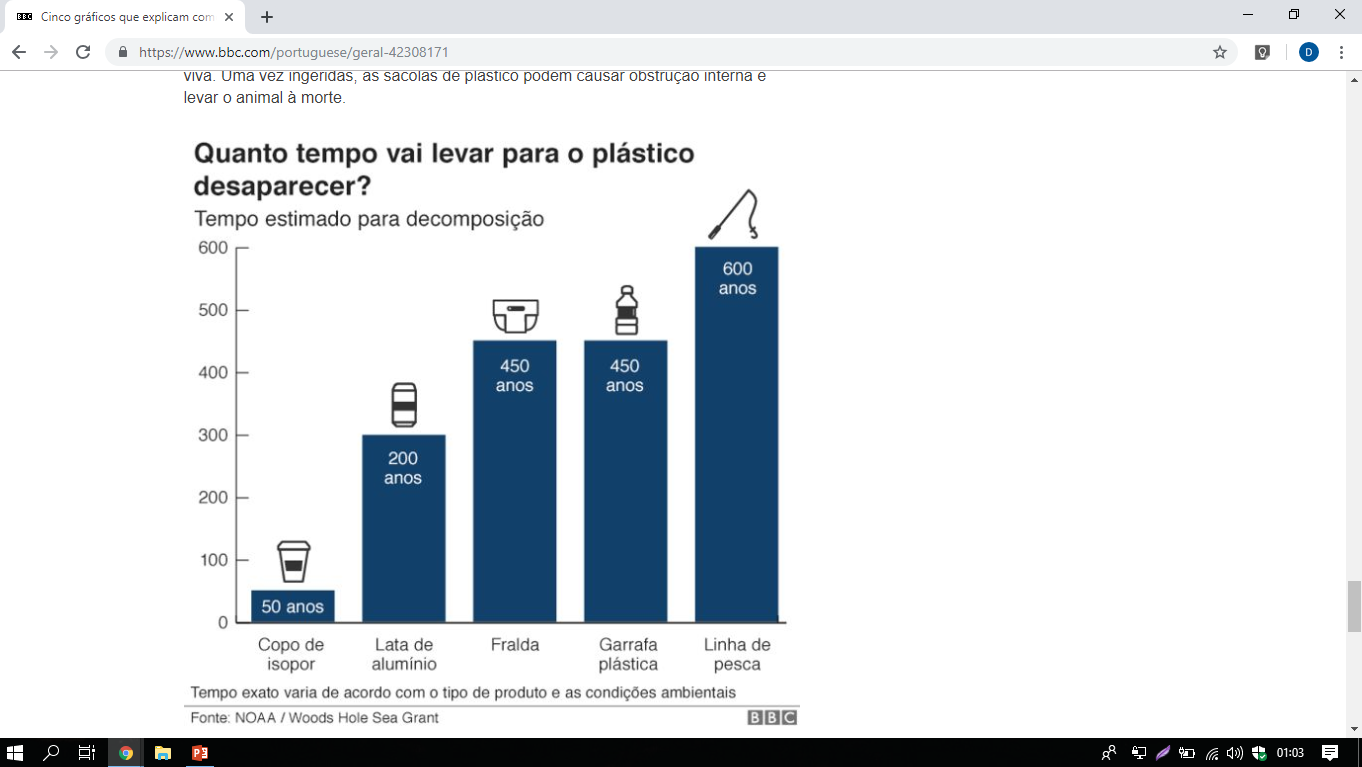 BBC Cinco gráficos que explicam com
https://www.bbc.com/portuguese/geral-42308171
D
viva. Uma vez ingeridas, as sacolas de plástico podem causar obstrução interna e
levar o animal à morte.
Quanto tempo vai levar para o plástico
desaparecer?
Tempo estimado para decomposição
600
500
400
300
200
100
0
50 anos
200
anos
450
anos
450
anos
600
anos
Copo de
isopor
Lata de
alumínio
Fralda
Garrafa
plástica
Linha de
pesca
Tempo exato varia de acordo com o tipo de produto e as condições ambientais
Fonte: NOAA / Woods Hole Sea Grant
BBC
01:03